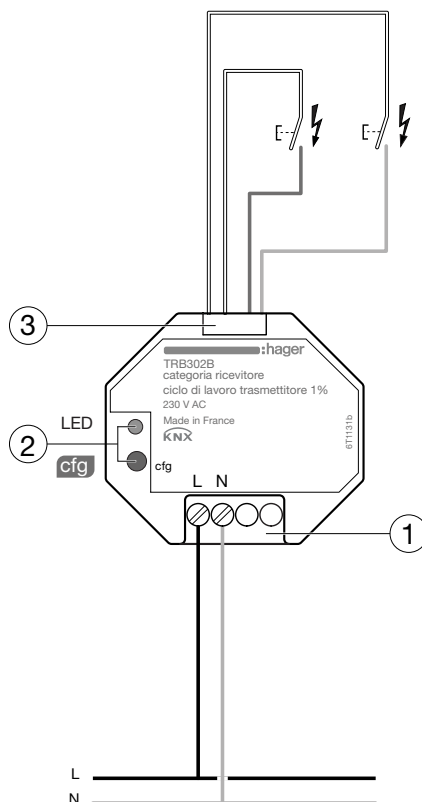 3
:hager
TRB302B
categoria ricevitore
ciclo di lavoro trasmettitore 1%
230 V AC
Made in France
KNX
6T1131b
LED
2
cfg
cfg
L N
1
L
N